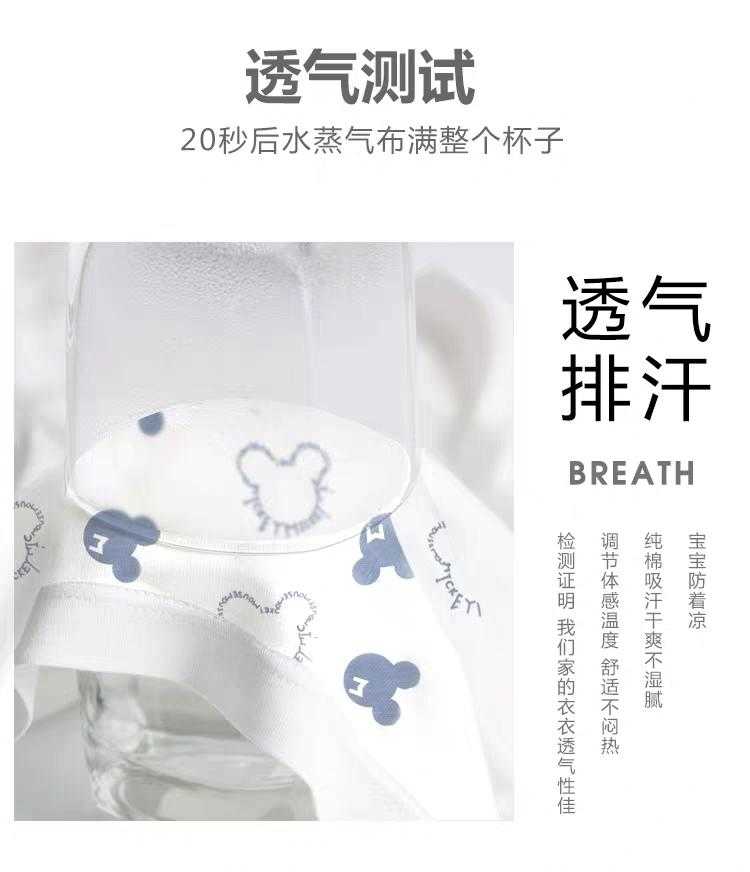 透气测试
20秒后水蒸气布满整个杯子
透气
排汗
BREATH
宝宝防着凉
纯棉吸汗干爽不湿腻
调节体感温度 舒适不闷热
检测证明 我们家的衣衣透气性佳